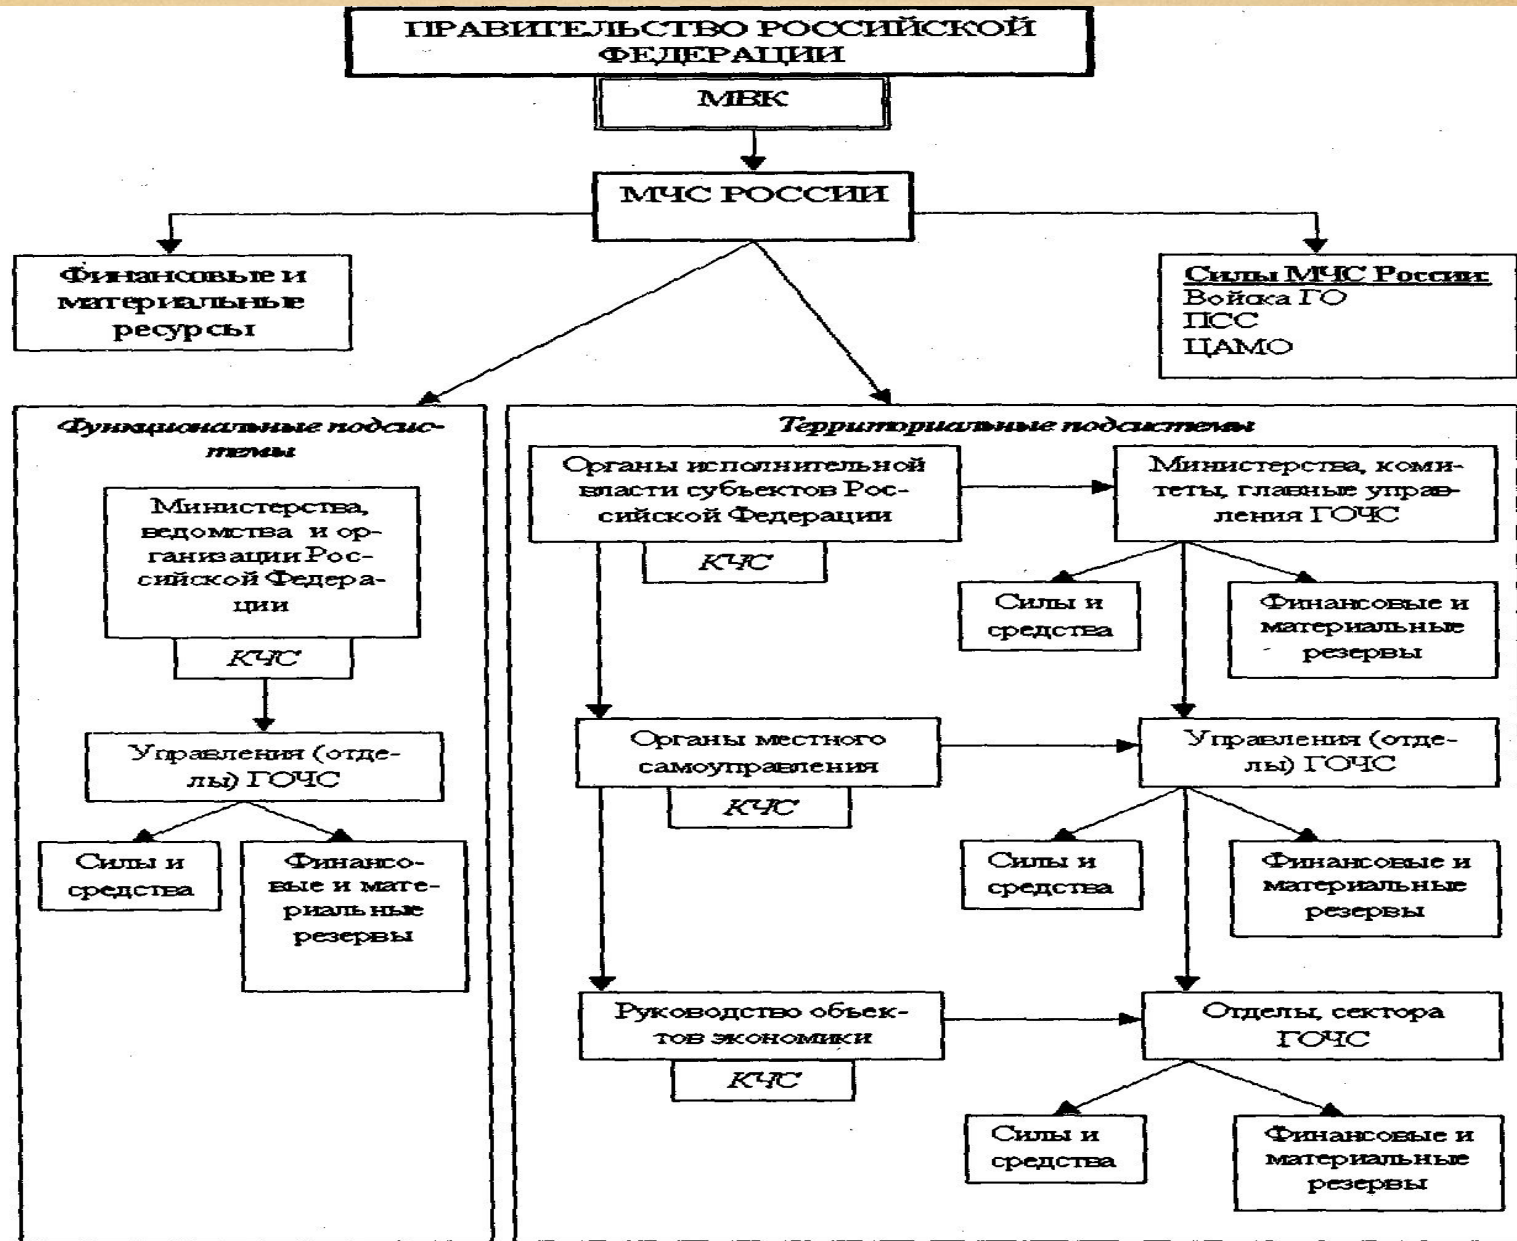 ПРАВИТЕЛЬСТВО РОССИЙСКОЙ
ФЕДЕРАЦИИ
МВК
МЧС РОССИИ
Финансовые и
материальные
ресурсы
Силы МЧС России:
Войска ГО
ПСС
ЦАМО
Функциональные подсис-
темы
Министерства,
ведомства и ор-
ганизации Рос-
сийской Федера-
ции
КЧС
Управления (отде-
лы) ГОЧС
Силы и
средства
Финансо-
вые и мате-
риальные
резервы
Территориальные подсистемы
Органы исполнительной
власти субъектов Рос-
сийской Федерации
КЧС
Министерства, коми-
теты, главные управ-
ления ГОЧС
Силы и
средства
Финансовые и
материальные
резервы
Органы местного
самоуправления
КЧС
Управления (отде-
лы) ГОЧС
Силы и
средства
Финансовые и
материальные
резервы
Руководство объек-
тов экономики
КЧС
Отделы, сектора
ГОЧС
Силы и
средства
Финансовые и
материальные
резервы